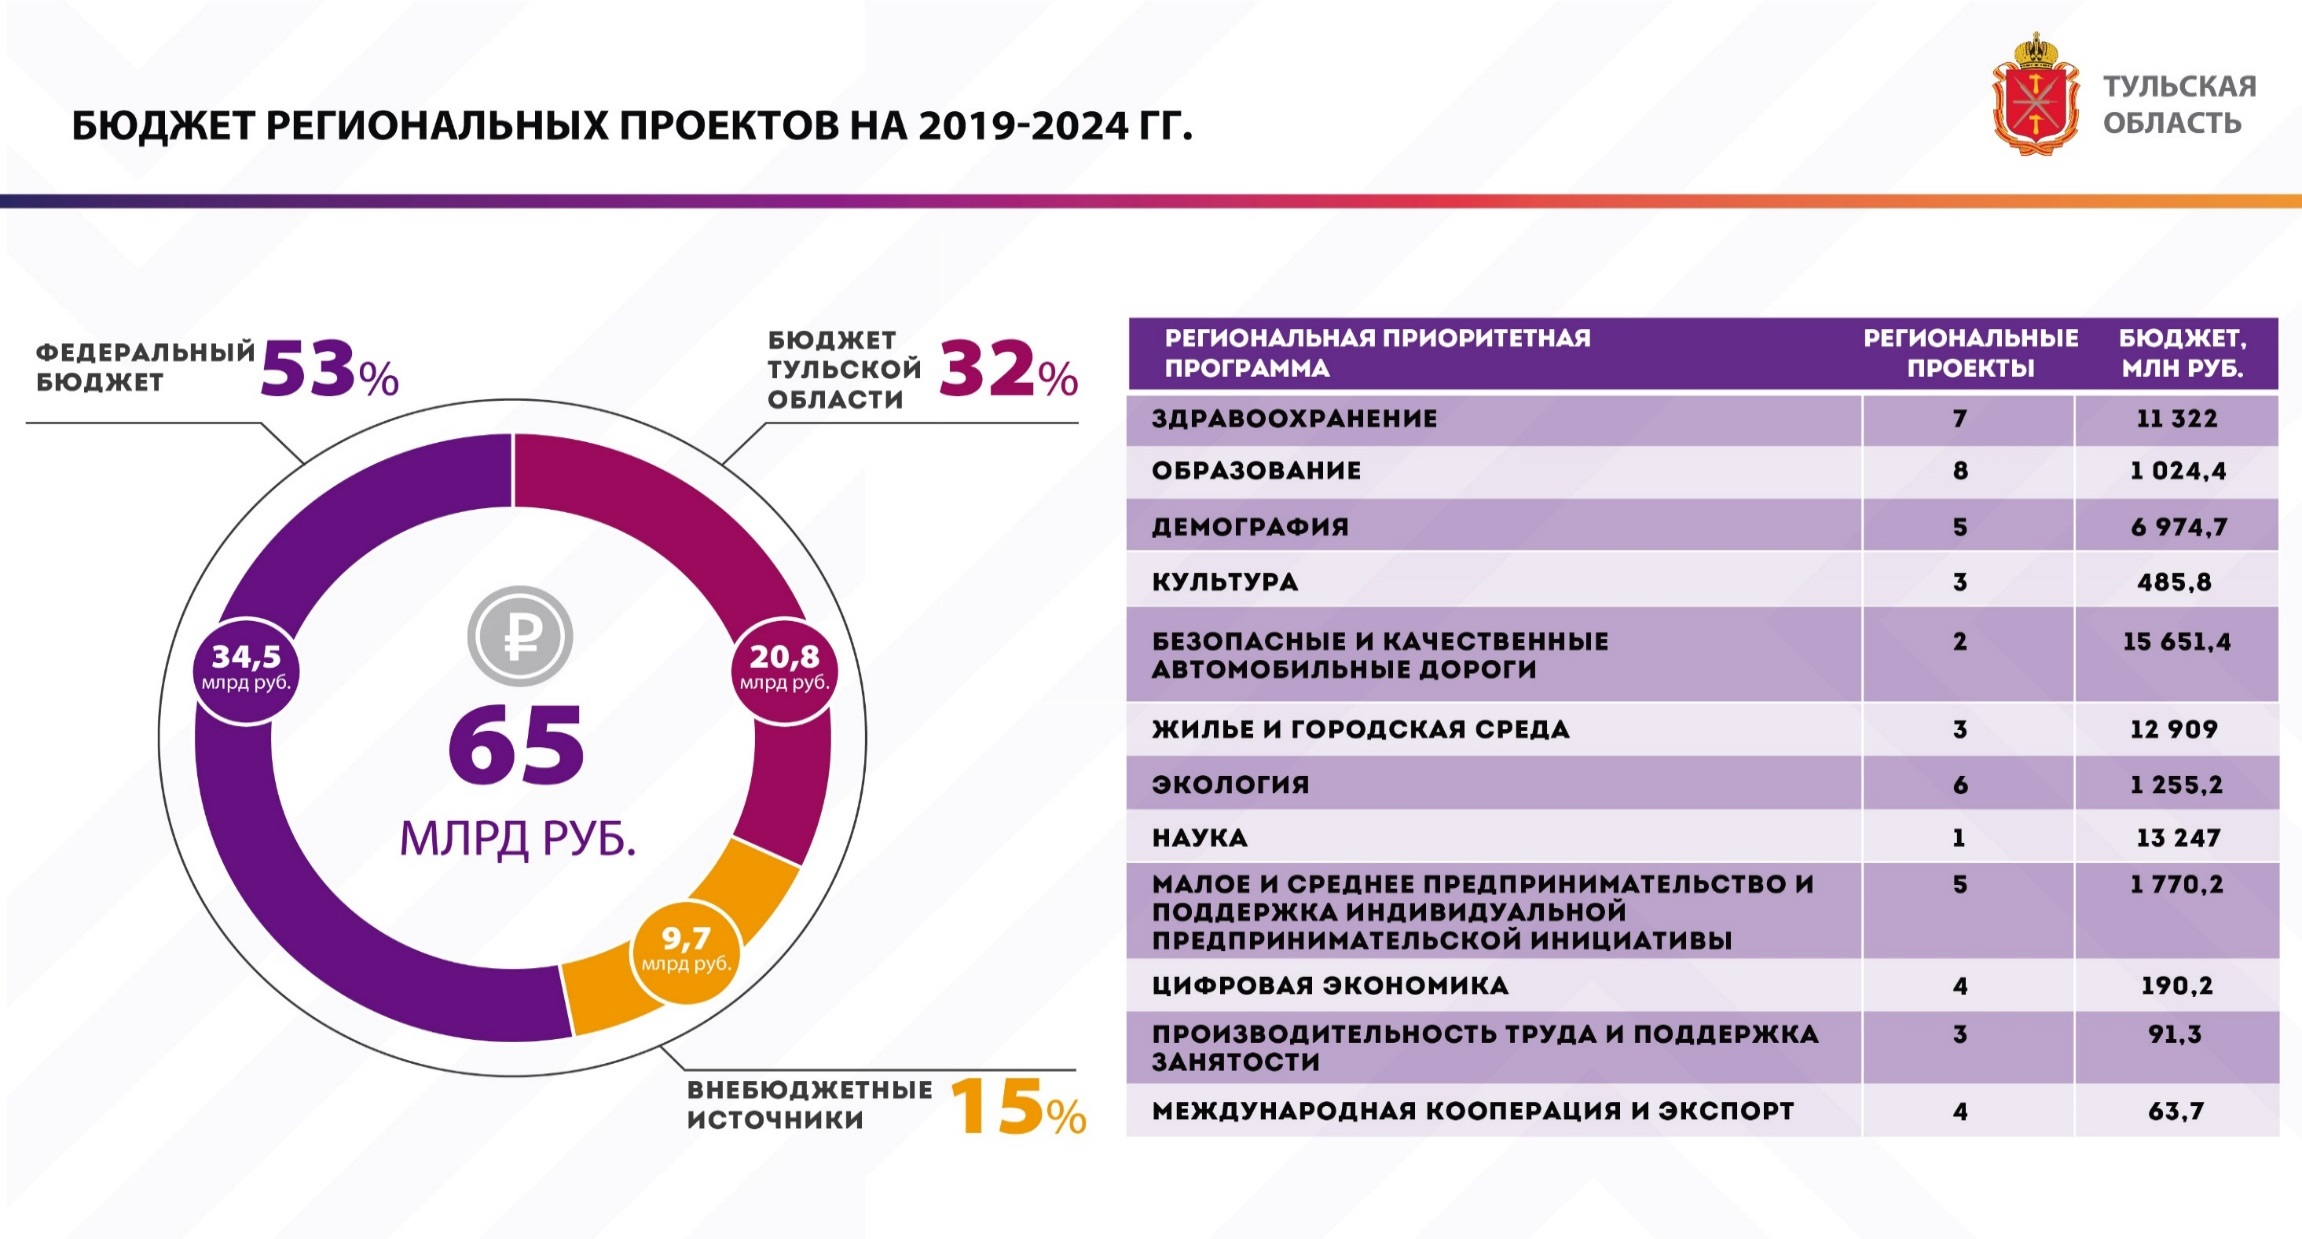 ТУЛЬСКАЯ
ОБЛАСТЬ
БЮДЖЕТ РЕГИОНАЛЬНЫХ ПРОЕКТОВ НА 2019-2024 ГГ.
ФЕДЕРАЛЬНЫЙ
БЮДЖЕТ
53%
БЮДЖЕТ
ТУЛЬСКОЙ
ОБЛАСТИ
32%
34,5
млрд руб.
20,8
млрд руб.
₽
65
МЛРД РУБ.
9,7
млрд руб.
ВНЕБЮДЖЕТНЫЕ
ИСТОЧНИКИ
15%
РЕГИОНАЛЬНАЯ ПРИОРИТЕТНАЯ
ПРОГРАММА
РЕГИОНАЛЬНЫЕ
ПРОЕКТЫ
БЮДЖЕТ,
МЛН РУБ.
ЗДРАВООХРАНЕНИЕ 7 11 322
ОБРАЗОВАНИЕ 8 1 024,4
ДЕМОГРАФИЯ 5 6 974,7
КУЛЬТУРА 3 485,8
БЕЗОПАСНЫЕ И КАЧЕСТВЕННЫЕ 2 15 651,4
АВТОМОБИЛЬНЫЕ ДОРОГИ
ЖИЛЬЕ И ГОРОДСКАЯ СРЕДА 3 12 909
ЭКОЛОГИЯ 6 1 255,2
НАУКА 1 13 247
МАЛОЕ И СРЕДНЕЕ ПРЕДПРИНИМАТЕЛЬСТВО И 5 1 770,2
ПОДДЕРЖКА ИНДИВИДУАЛЬНОЙ
ПРЕДПРИНИМАТЕЛЬСКОЙ ИНИЦИАТИВЫ
ЦИФРОВАЯ ЭКОНОМИКА 4 190,2
ПРОИЗВОДИТЕЛЬНОСТЬ ТРУДА И ПОДДЕРЖКА 3 91,3
ЗАНЯТОСТИ
МЕЖДУНАРОДНАЯ КООПЕРАЦИЯ И ЭКСПОРТ 4 63,7